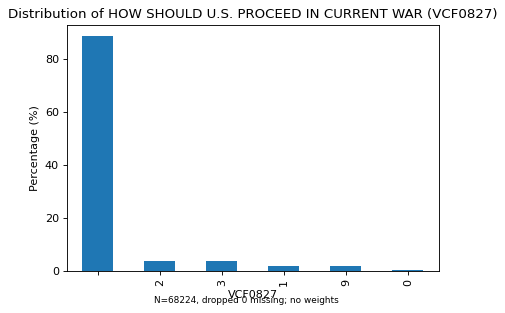 Distribution of HOW SHOULD U.S. PROCEED IN CURRENT WAR (VCF0827)
80
60
40
20
0
Percentage (%)
2 3 1 9 0
VCF0827
N=68224, dropped 0 missing; no weights